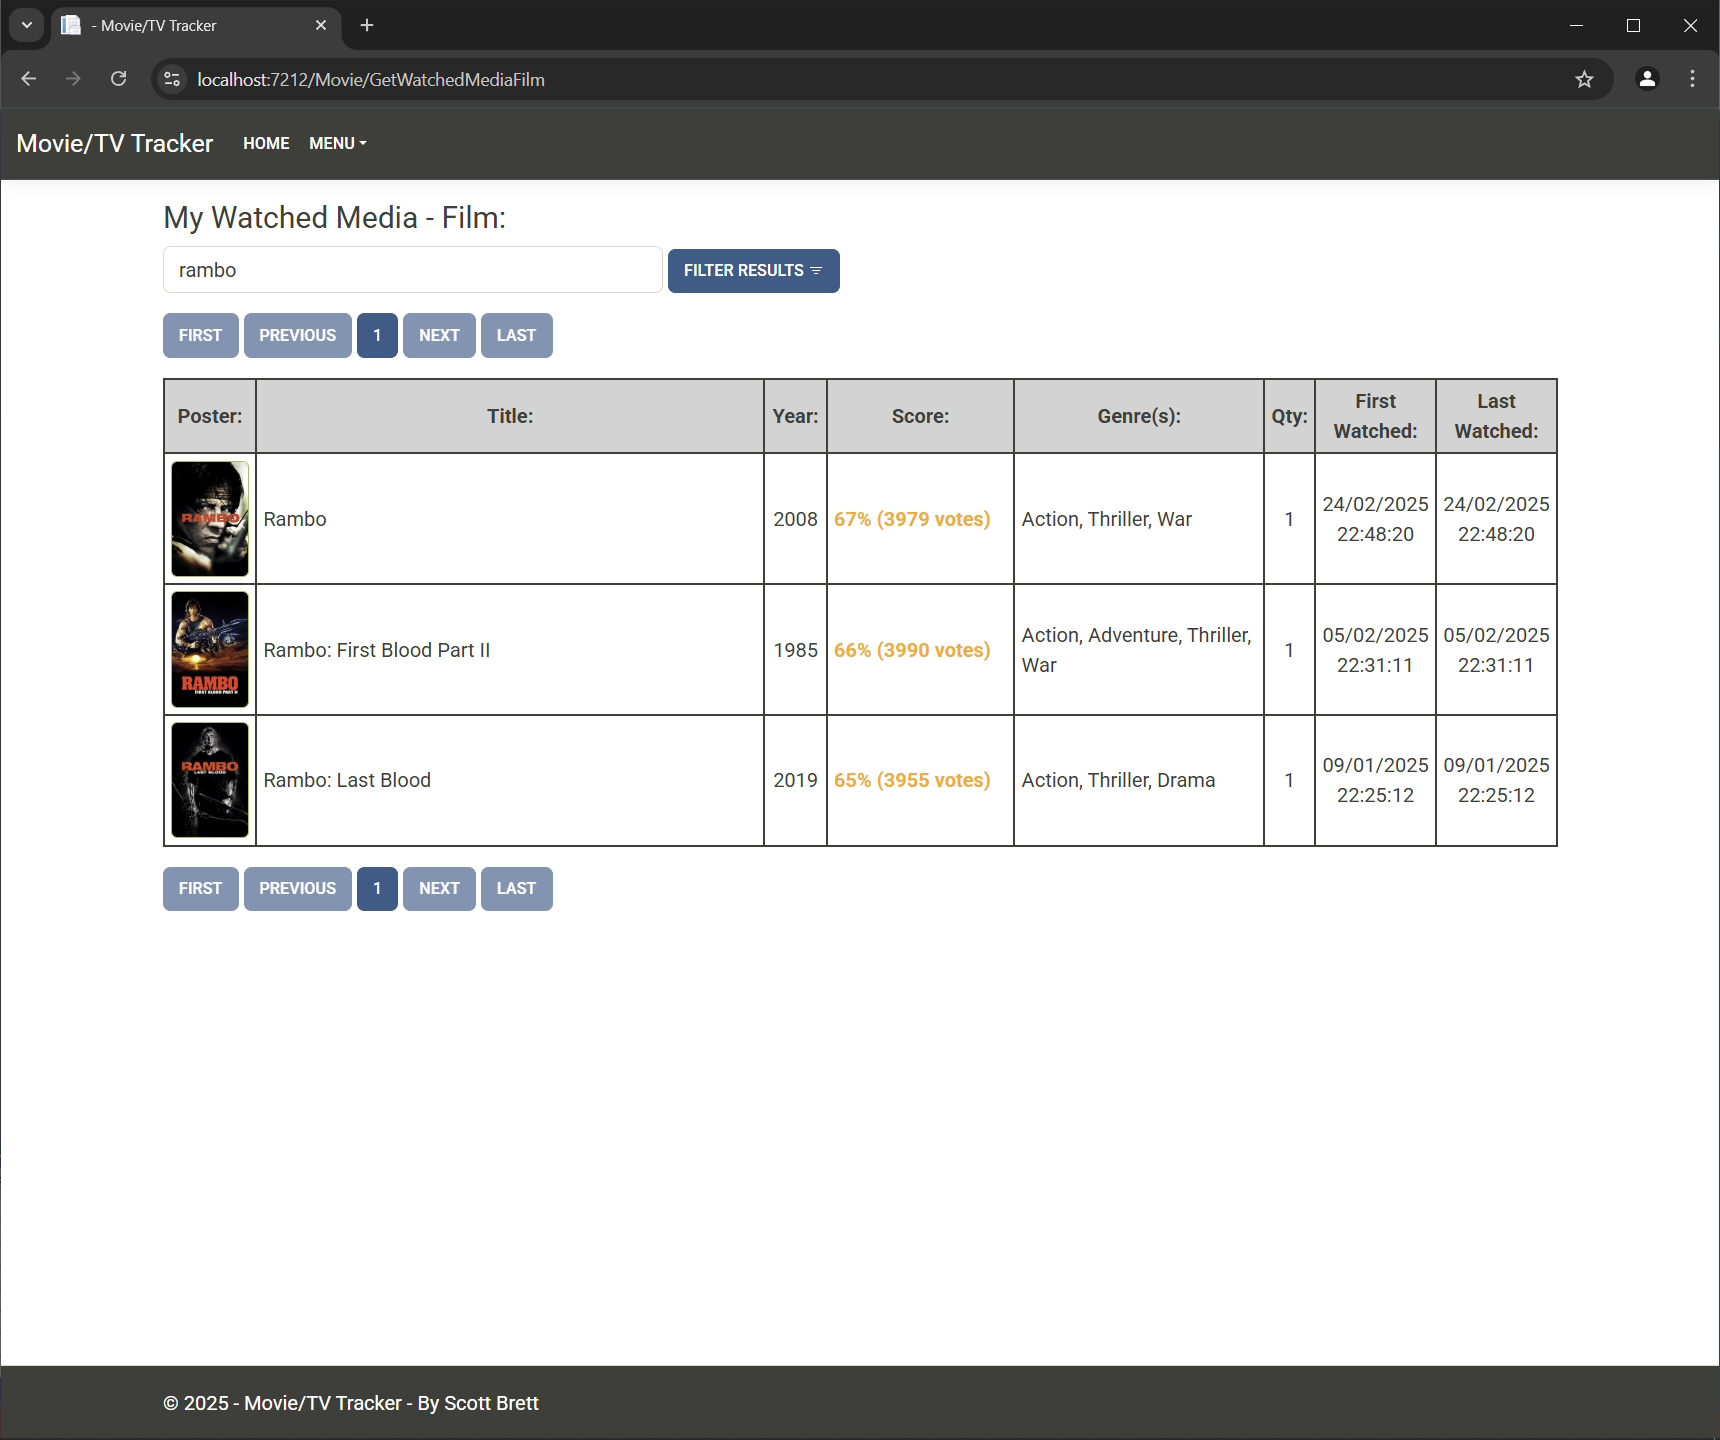 - Movie/TV Tracker
localhost:7212/Movie/GetWatchedMediaFilm
Movie/TV Tracker HOME MENU
My Watched Media - Film:
rambo FILTER RESULTS
FIRST PREVIOUS 1 NEXT LAST
Poster: Title: Year: Score: Genre(s): Qty: First Watched: Last Watched:
RAMBO
Rambo 2008 67% (3979 votes) Action, Thriller, War 1 24/02/2025 22:48:20 24/02/2025 22:48:20
RAMBO
FIRST BLOOD PART II
Rambo: First Blood Part II 1985 66% (3990 votes) Action, Adventure, Thriller, War 1 05/02/2025 22:31:11 05/02/2025 22:31:11
RAMBO
LAST BLOOD
Rambo: Last Blood 2019 65% (3955 votes) Action, Thriller, Drama 1 09/01/2025 22:25:12 09/01/2025 22:25:12
FIRST PREVIOUS 1 NEXT LAST
© 2025 - Movie/TV Tracker - By Scott Brett